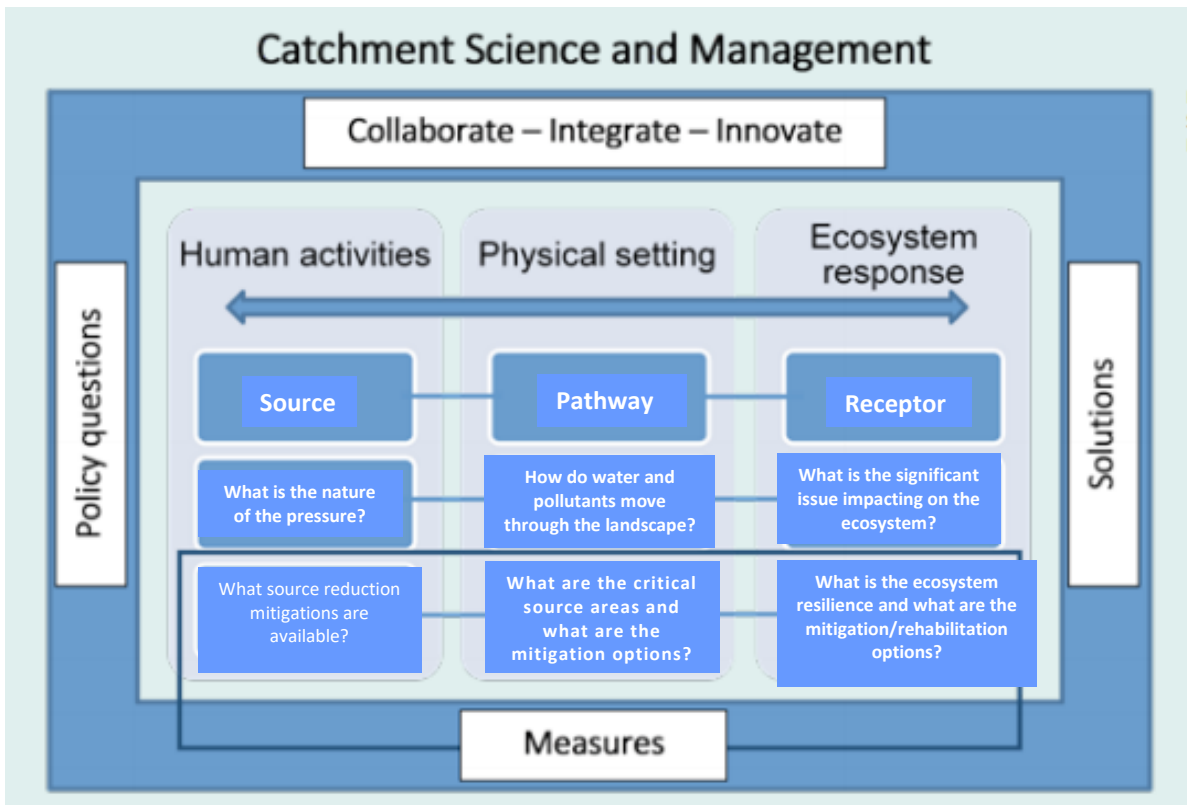 Catchment Science and Management
Collaborate – Integrate – Innovate
Policy questions
Human activities
Physical setting
Ecosystem
response
Source
Pathway
Receptor
What is the nature
of the pressure?
How do water and
pollutants move
through the landscape?
What is the significant
issue impacting on the
ecosystem?
What source reduction
mitigations are
available?
What are the critical
source areas and
what are the
mitigation options?
What is the ecosystem
resilience and what are the
mitigation/rehabilitation
options?
Solutions
Measures